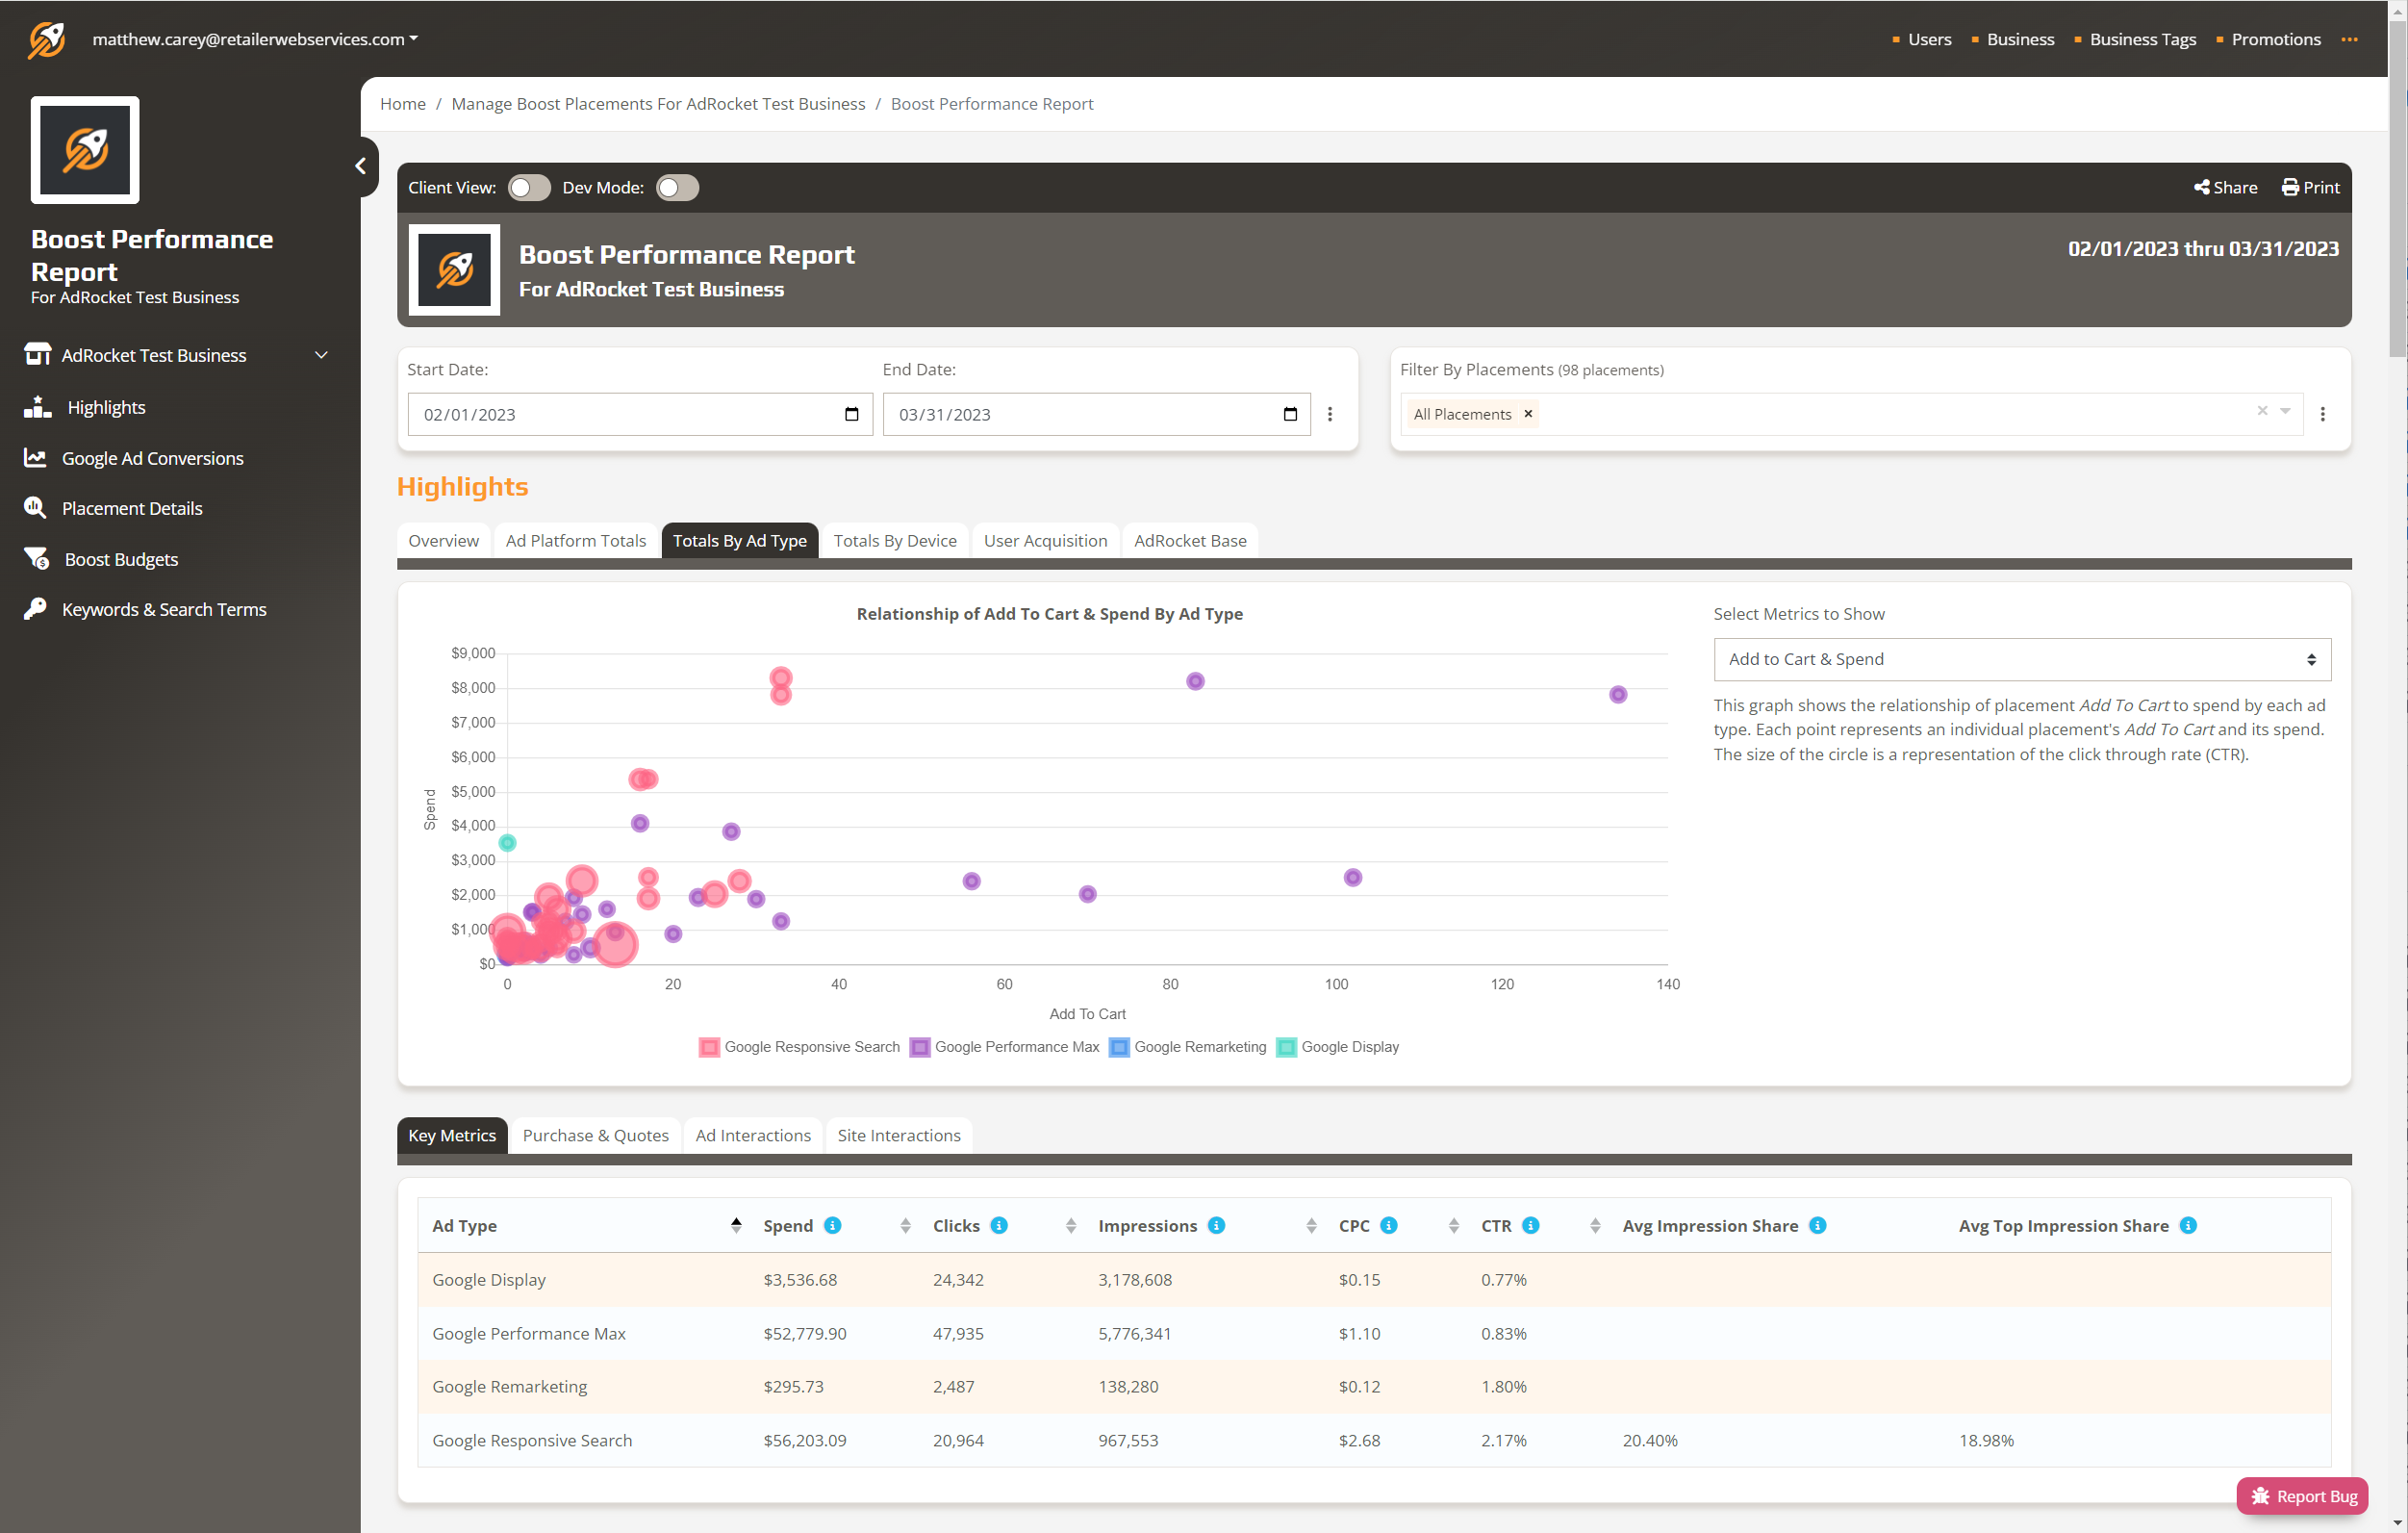 matthew.carey@retailerwebservices.com
Users Business Business Tags Promotions
Boost Performance
Report
For AdRocket Test Business
AdRocket Test Business
Highlights
Google Ad Conversions
Placement Details
Boost Budgets
Keywords & Search Terms
Home / Manage Boost Placements For AdRocket Test Business / Boost Performance Report
Client View: Dev Mode: Share Print
Boost Performance Report
For AdRocket Test Business
02/01/2023 thru 03/31/2023
Start Date: End Date:
02/01/2023 03/31/2023
Filter By Placements (98 placements)
All Placements ×
Highlights
Overview Ad Platform Totals Totals By Ad Type Totals By Device User Acquisition AdRocket Base
Relationship of Add To Cart & Spend By Ad Type
$9,000
$8,000
$7,000
$6,000
$5,000
$4,000
$3,000
$2,000
$1,000
$0
Spend
0 20 40 60 80 100 120 140
Add To Cart
Google Responsive Search Google Performance Max Google Remarketing Google Display
Select Metrics to Show
Add to Cart & Spend
This graph shows the relationship of placement Add To Cart to spend by each ad
type. Each point represents an individual placement's Add To Cart and its spend.
The size of the circle is a representation of the click through rate (CTR).
Key Metrics Purchase & Quotes Ad Interactions Site Interactions
Ad Type Spend Clicks Impressions CPC CTR Avg Impression Share Avg Top Impression Share
Google Display $3,536.68 24,342 3,178,608 $0.15 0.77%
Google Performance Max $52,779.90 47,935 5,776,341 $1.10 0.83%
Google Remarketing $295.73 2,487 138,280 $0.12 1.80%
Google Responsive Search $56,203.09 20,964 967,553 $2.68 2.17% 20.40% 18.98%
Report Bug